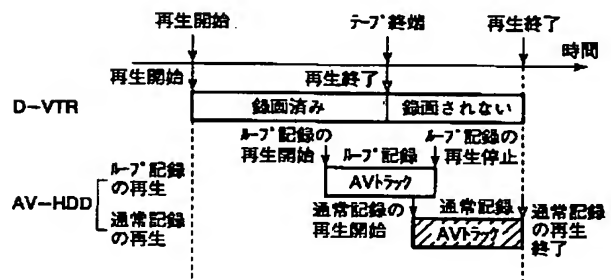 再生開始
テープ終端
再生終了
時間
再生開始
再生終了
D-VTR
録画済み
録画されない
ループ記録の
再生開始
ループ記録
ループ記録の
再生停止
AV-HDD
ループ記録
の再生
AVトラック
通常記録
の再生
通常記録の
再生開始
通常記録
AVトラック
通常記録
の再生
終了